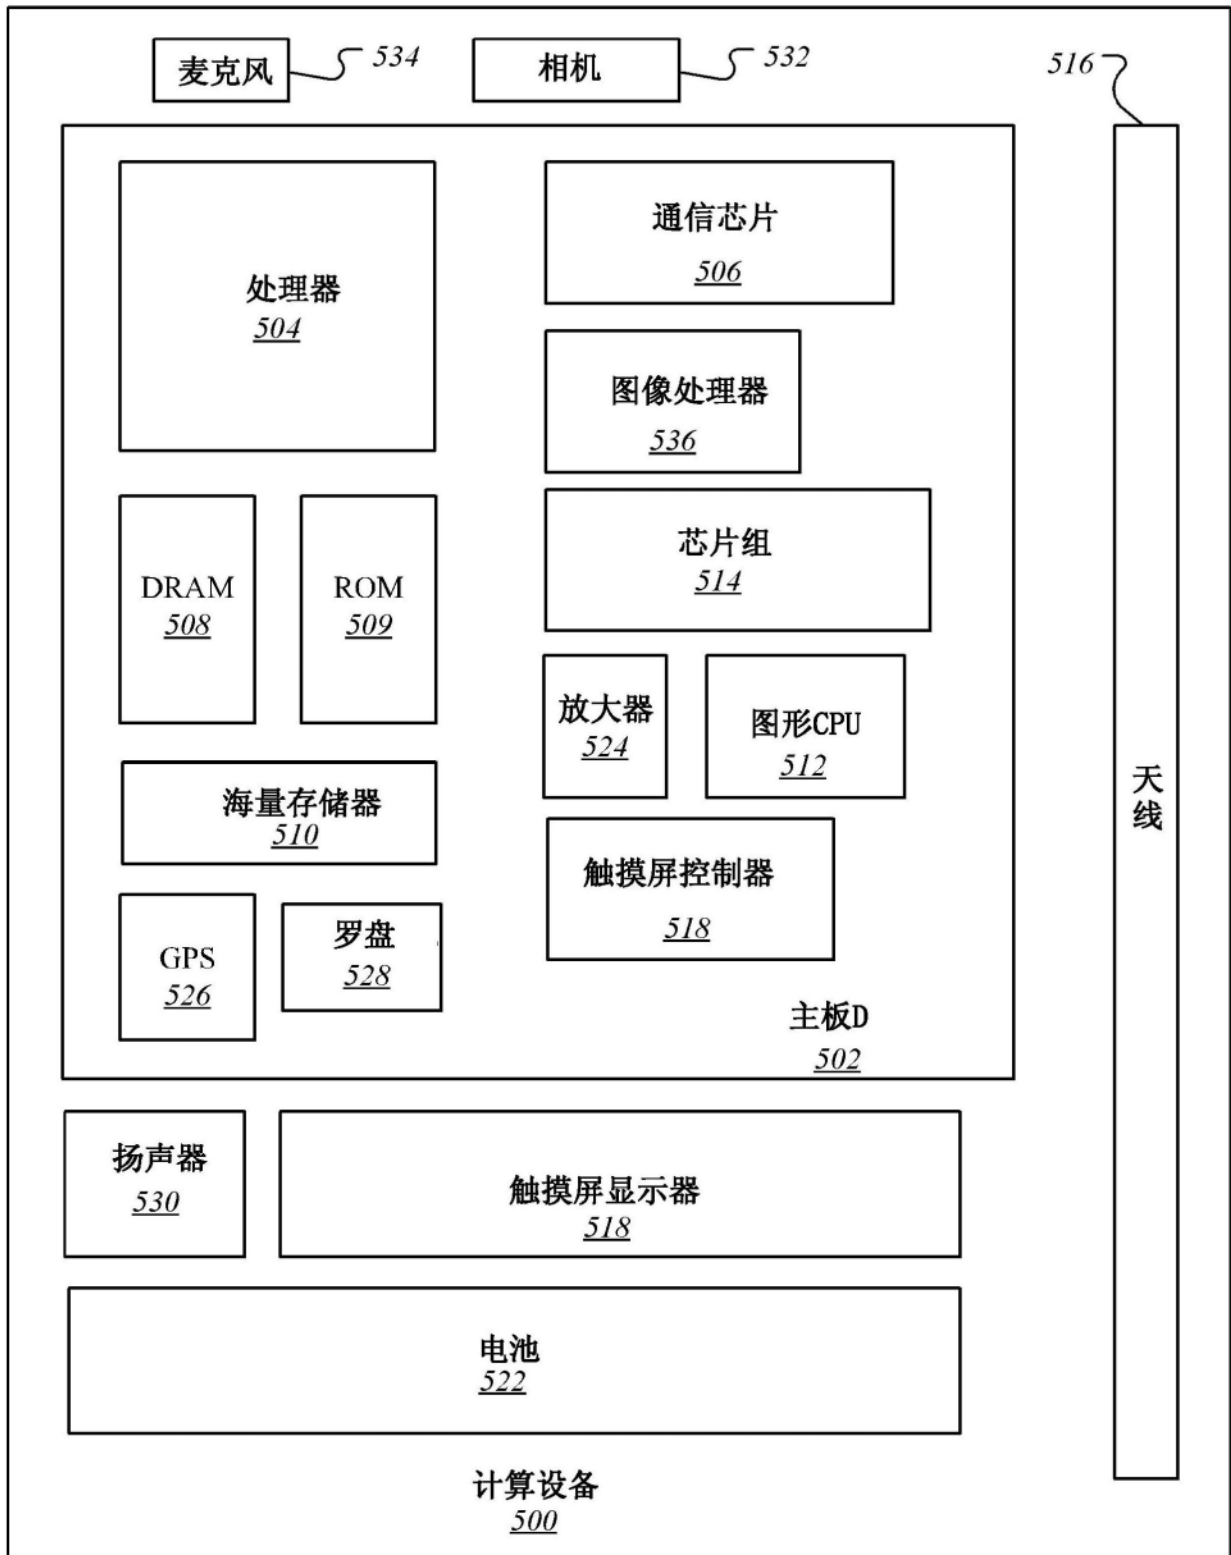 麦克风
534
相机
532
516
处理器
504
通信芯片
506
图像处理器
536
DRAM
508
ROM
509
芯片组
514
放大器
524
图形CPU
512
海量存储器
510
触摸屏控制器
518
GPS
526
罗盘
528
主板D
502
天线
扬声器
530
触摸屏显示器
518
电池
522
计算设备
500